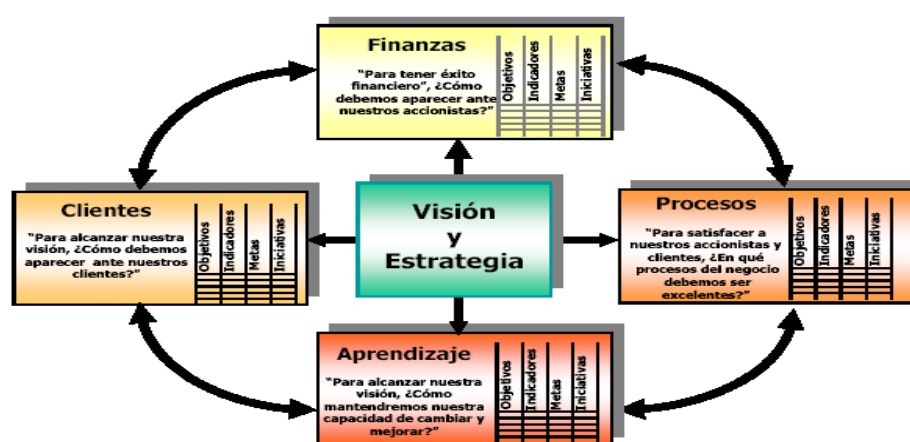 Finanzas
“Para tener éxito
financiero”, ¿Cómo
debemos aparecer ante
nuestros accionistas?”
Objetivos
Indicadores
Metas
Iniciativas
Clientes
“Para alcanzar nuestra
visión, ¿Cómo debemos
aparecer ante nuestros
clientes?”
Objetivos
Indicadores
Metas
Iniciativas
Visión
y
Estrategia
Procesos
“Para satisfacer a
nuestros accionistas y
clientes, ¿En qué
procesos del negocio
debemos ser
excelentes?”
Objetivos
Indicadores
Metas
Iniciativas
Aprendizaje
“Para alcanzar nuestra
visión, ¿Cómo
mantendremos nuestra
capacidad de cambiar y
mejorar?”
Objetivos
Indicadores
Metas
Iniciativas